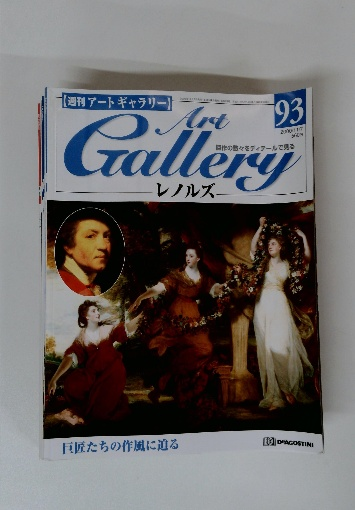 【週刊アートギャラリー】
93
Art
Gallery
傑作の数々をディテールで見る
レノルズ
巨匠たちの作風に迫る
DEAGOSTINI